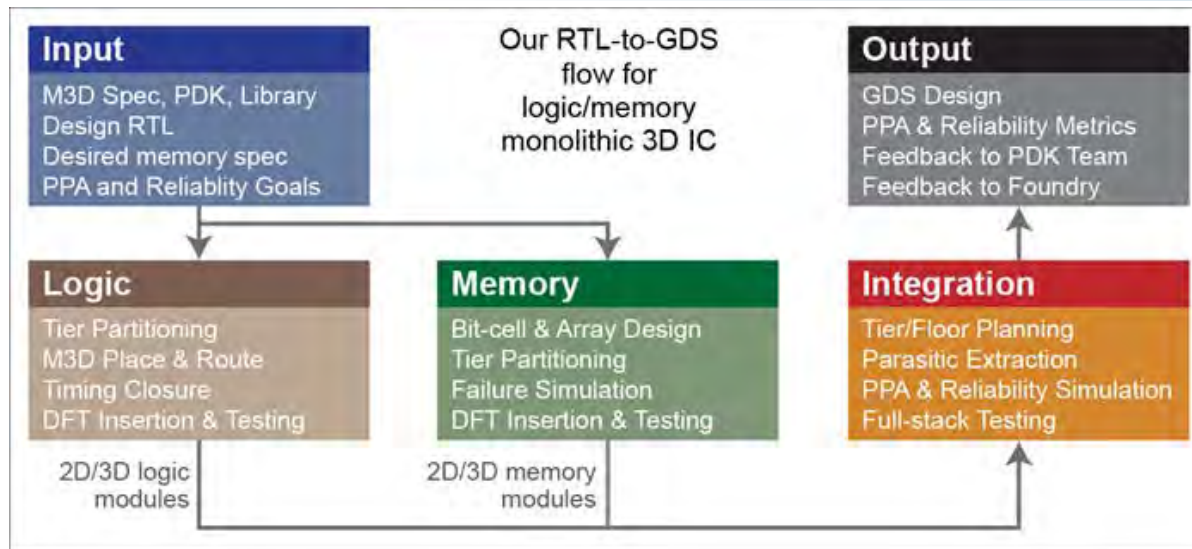 Input
M3D Spec, PDK, Library
Design RTL
Desired memory spec
PPA and Reliablity Goals
Our RTL-to-GDS
flow for
logic/memory
monolithic 3D IC
Output
GDS Design
PPA & Reliability Metrics
Feedback to PDK Team
Feedback to Foundry
Logic
Tier Partitioning
M3D Place & Route
Timing Closure
DFT Insertion & Testing
Memory
Bit-cell & Array Design
Tier Partitioning
Failure Simulation
DFT Insertion & Testing
Integration
Tier/Floor Planning
Parasitic Extraction
PPA & Reliability Simulation
Full-stack Testing
2D/3D logic
modules
2D/3D memory
modules